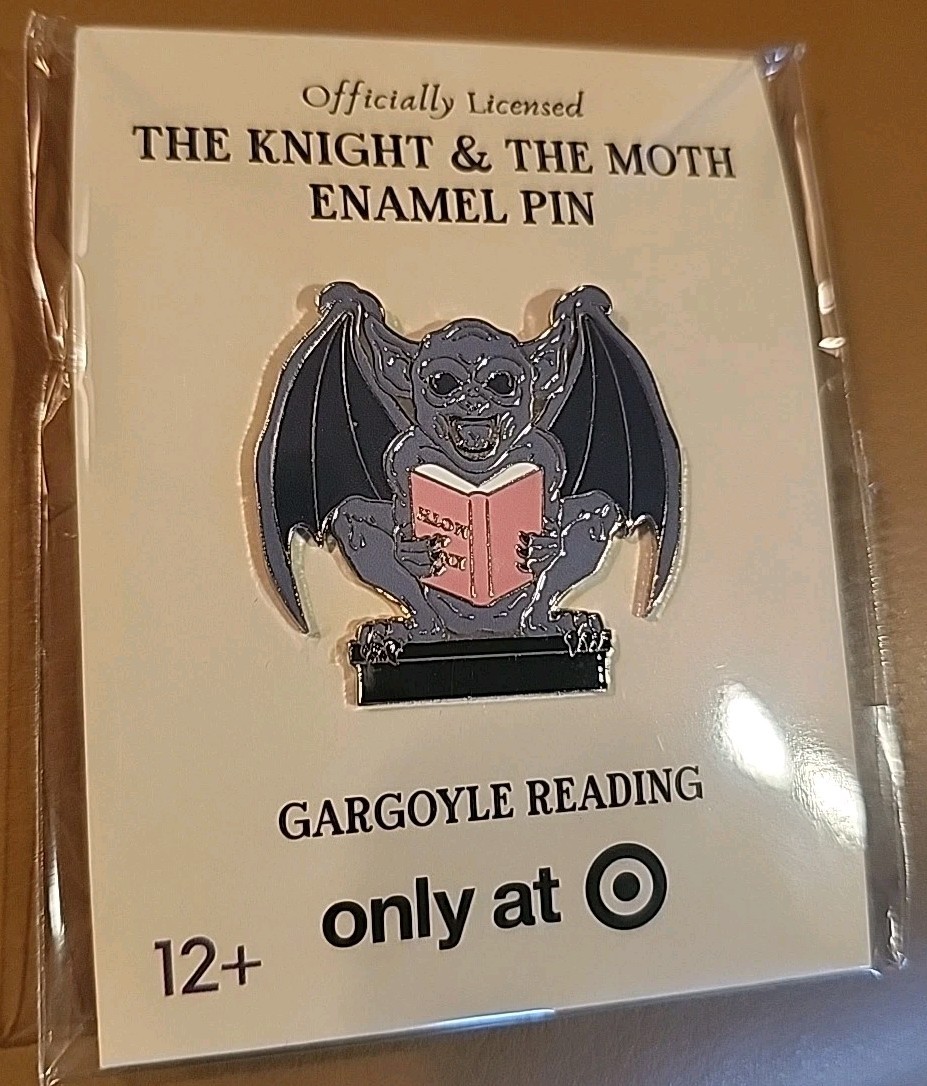 Officially Licensed
THE KNIGHT & THE MOTH
ENAMEL PIN
GARGOYLE READING
only at
12+